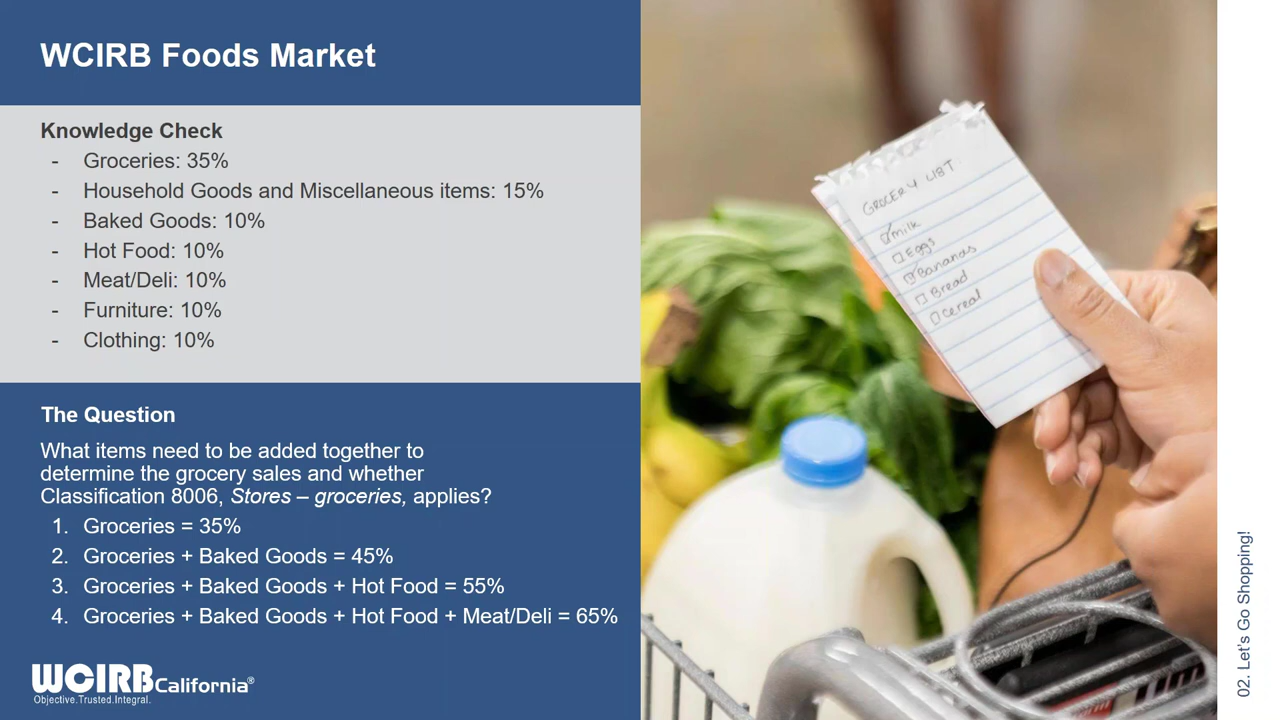 WCIRB Foods Market
Knowledge Check
- Groceries: 35%
- Household Goods and Miscellaneous items: 15%
- Baked Goods: 10%
- Hot Food: 10%
- Meat/Deli: 10%
- Furniture: 10%
- Clothing: 10%
The Question
What items need to be added together to
determine the grocery sales and whether
Classification 8006, Stores – groceries, applies?
1. Groceries = 35%
2. Groceries + Baked Goods = 45%
3. Groceries + Baked Goods + Hot Food = 55%
4. Groceries + Baked Goods + Hot Food + Meat/Deli = 65%
WCIRB California®
Objective.Trusted.Integral.
GROCERY LIST
milk
Eggs
Bananas
Bread
Cereal
02. Let's Go Shopping!